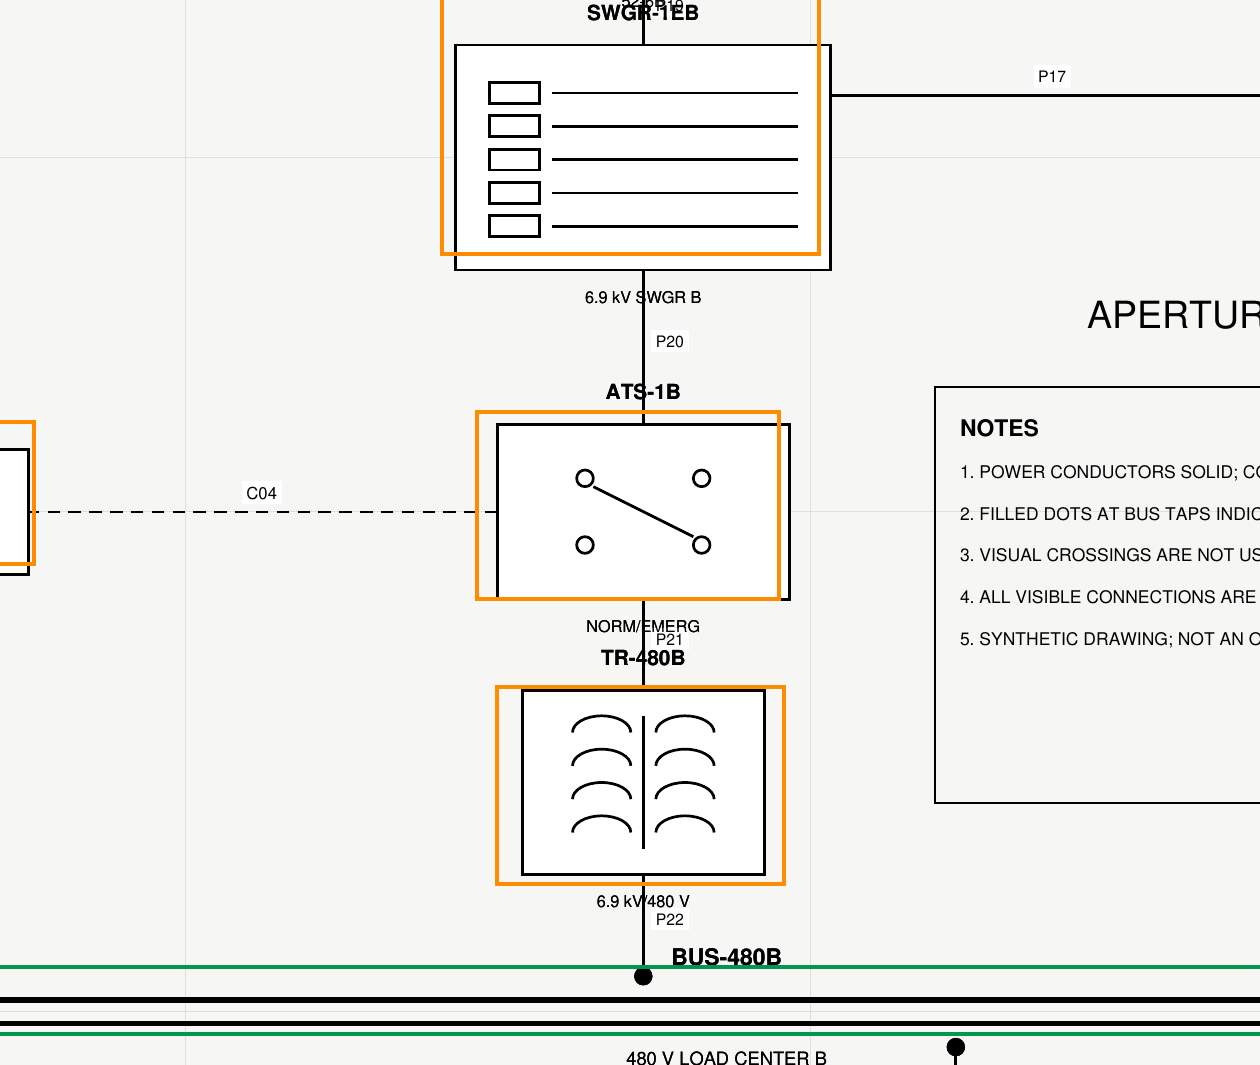 SWGR-1EB
P17
6.9 kV SWGR B
P20
APERTUR
ATS-1B
NOTES
1. POWER CONDUCTORS SOLID; CO
C04
2. FILLED DOTS AT BUS TAPS INDIC
3. VISUAL CROSSINGS ARE NOT US
4. ALL VISIBLE CONNECTIONS ARE
NORM/EMERG
P21
5. SYNTHETIC DRAWING; NOT AN O
TR-480B
6.9 kV/480 V
P22
BUS-480B
480 V LOAD CENTER B